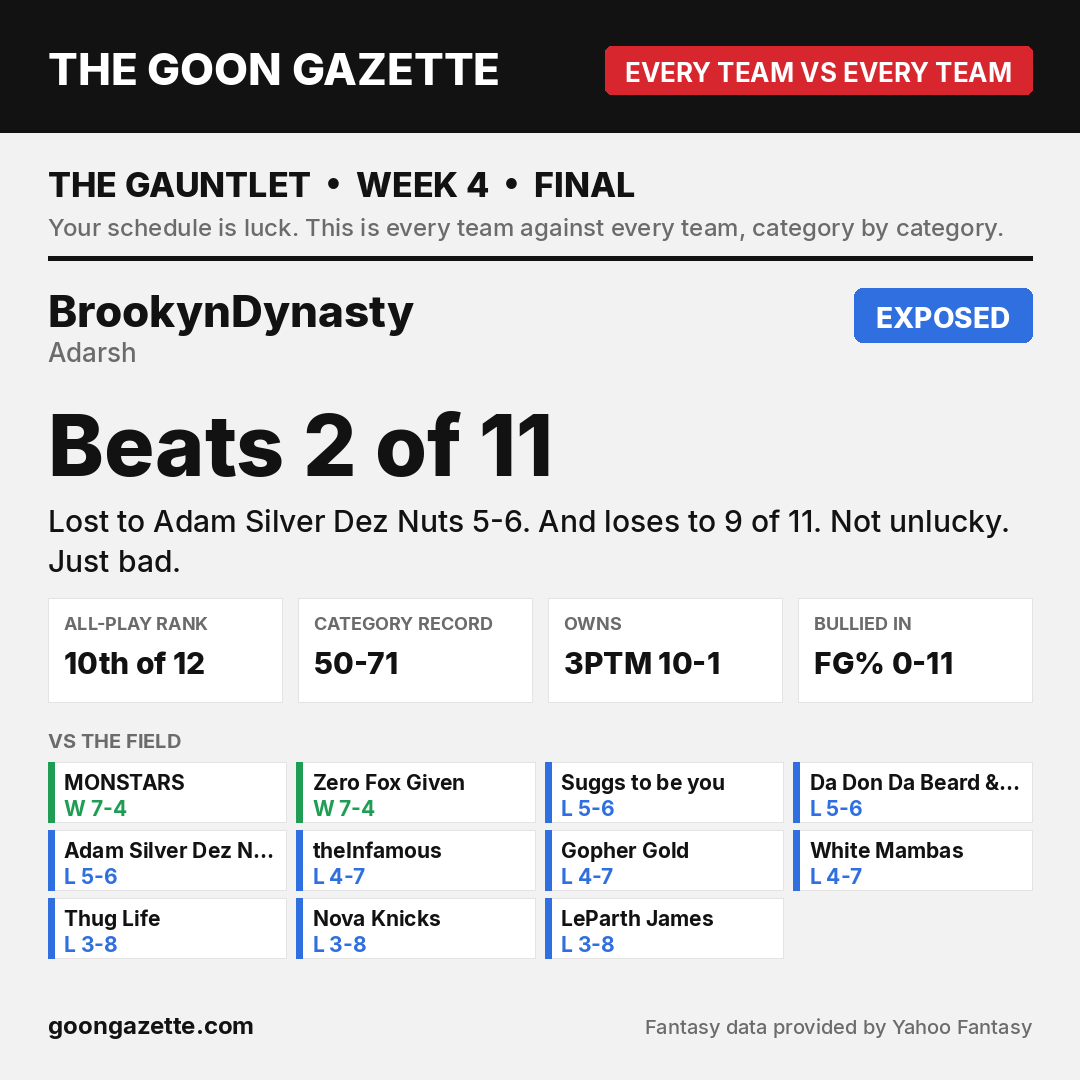 THE GOON GAZETTE
EVERY TEAM VS EVERY TEAM
THE GAUNTLET • WEEK 4 • FINAL
Your schedule is luck. This is every team against every team, category by category.
BrookynDynasty
EXPOSED
Adarsh
Beats 2 of 11
Lost to Adam Silver Dez Nuts 5-6. And loses to 9 of 11. Not unlucky.
Just bad.
ALL-PLAY RANK
10th of 12
CATEGORY RECORD
50-71
OWNS
3PTM 10-1
BULLIED IN
FG% 0-11
VS THE FIELD
MONSTARS
W 7-4
Zero Fox Given
W 7-4
Suggs to be you
L 5-6
Da Don Da Beard &...
L 5-6
Adam Silver Dez N...
L 5-6
theInfamous
L 4-7
Gopher Gold
L 4-7
White Mambas
L 4-7
Thug Life
L 3-8
Nova Knicks
L 3-8
LeParth James
L 3-8
goongazette.com
Fantasy data provided by Yahoo Fantasy